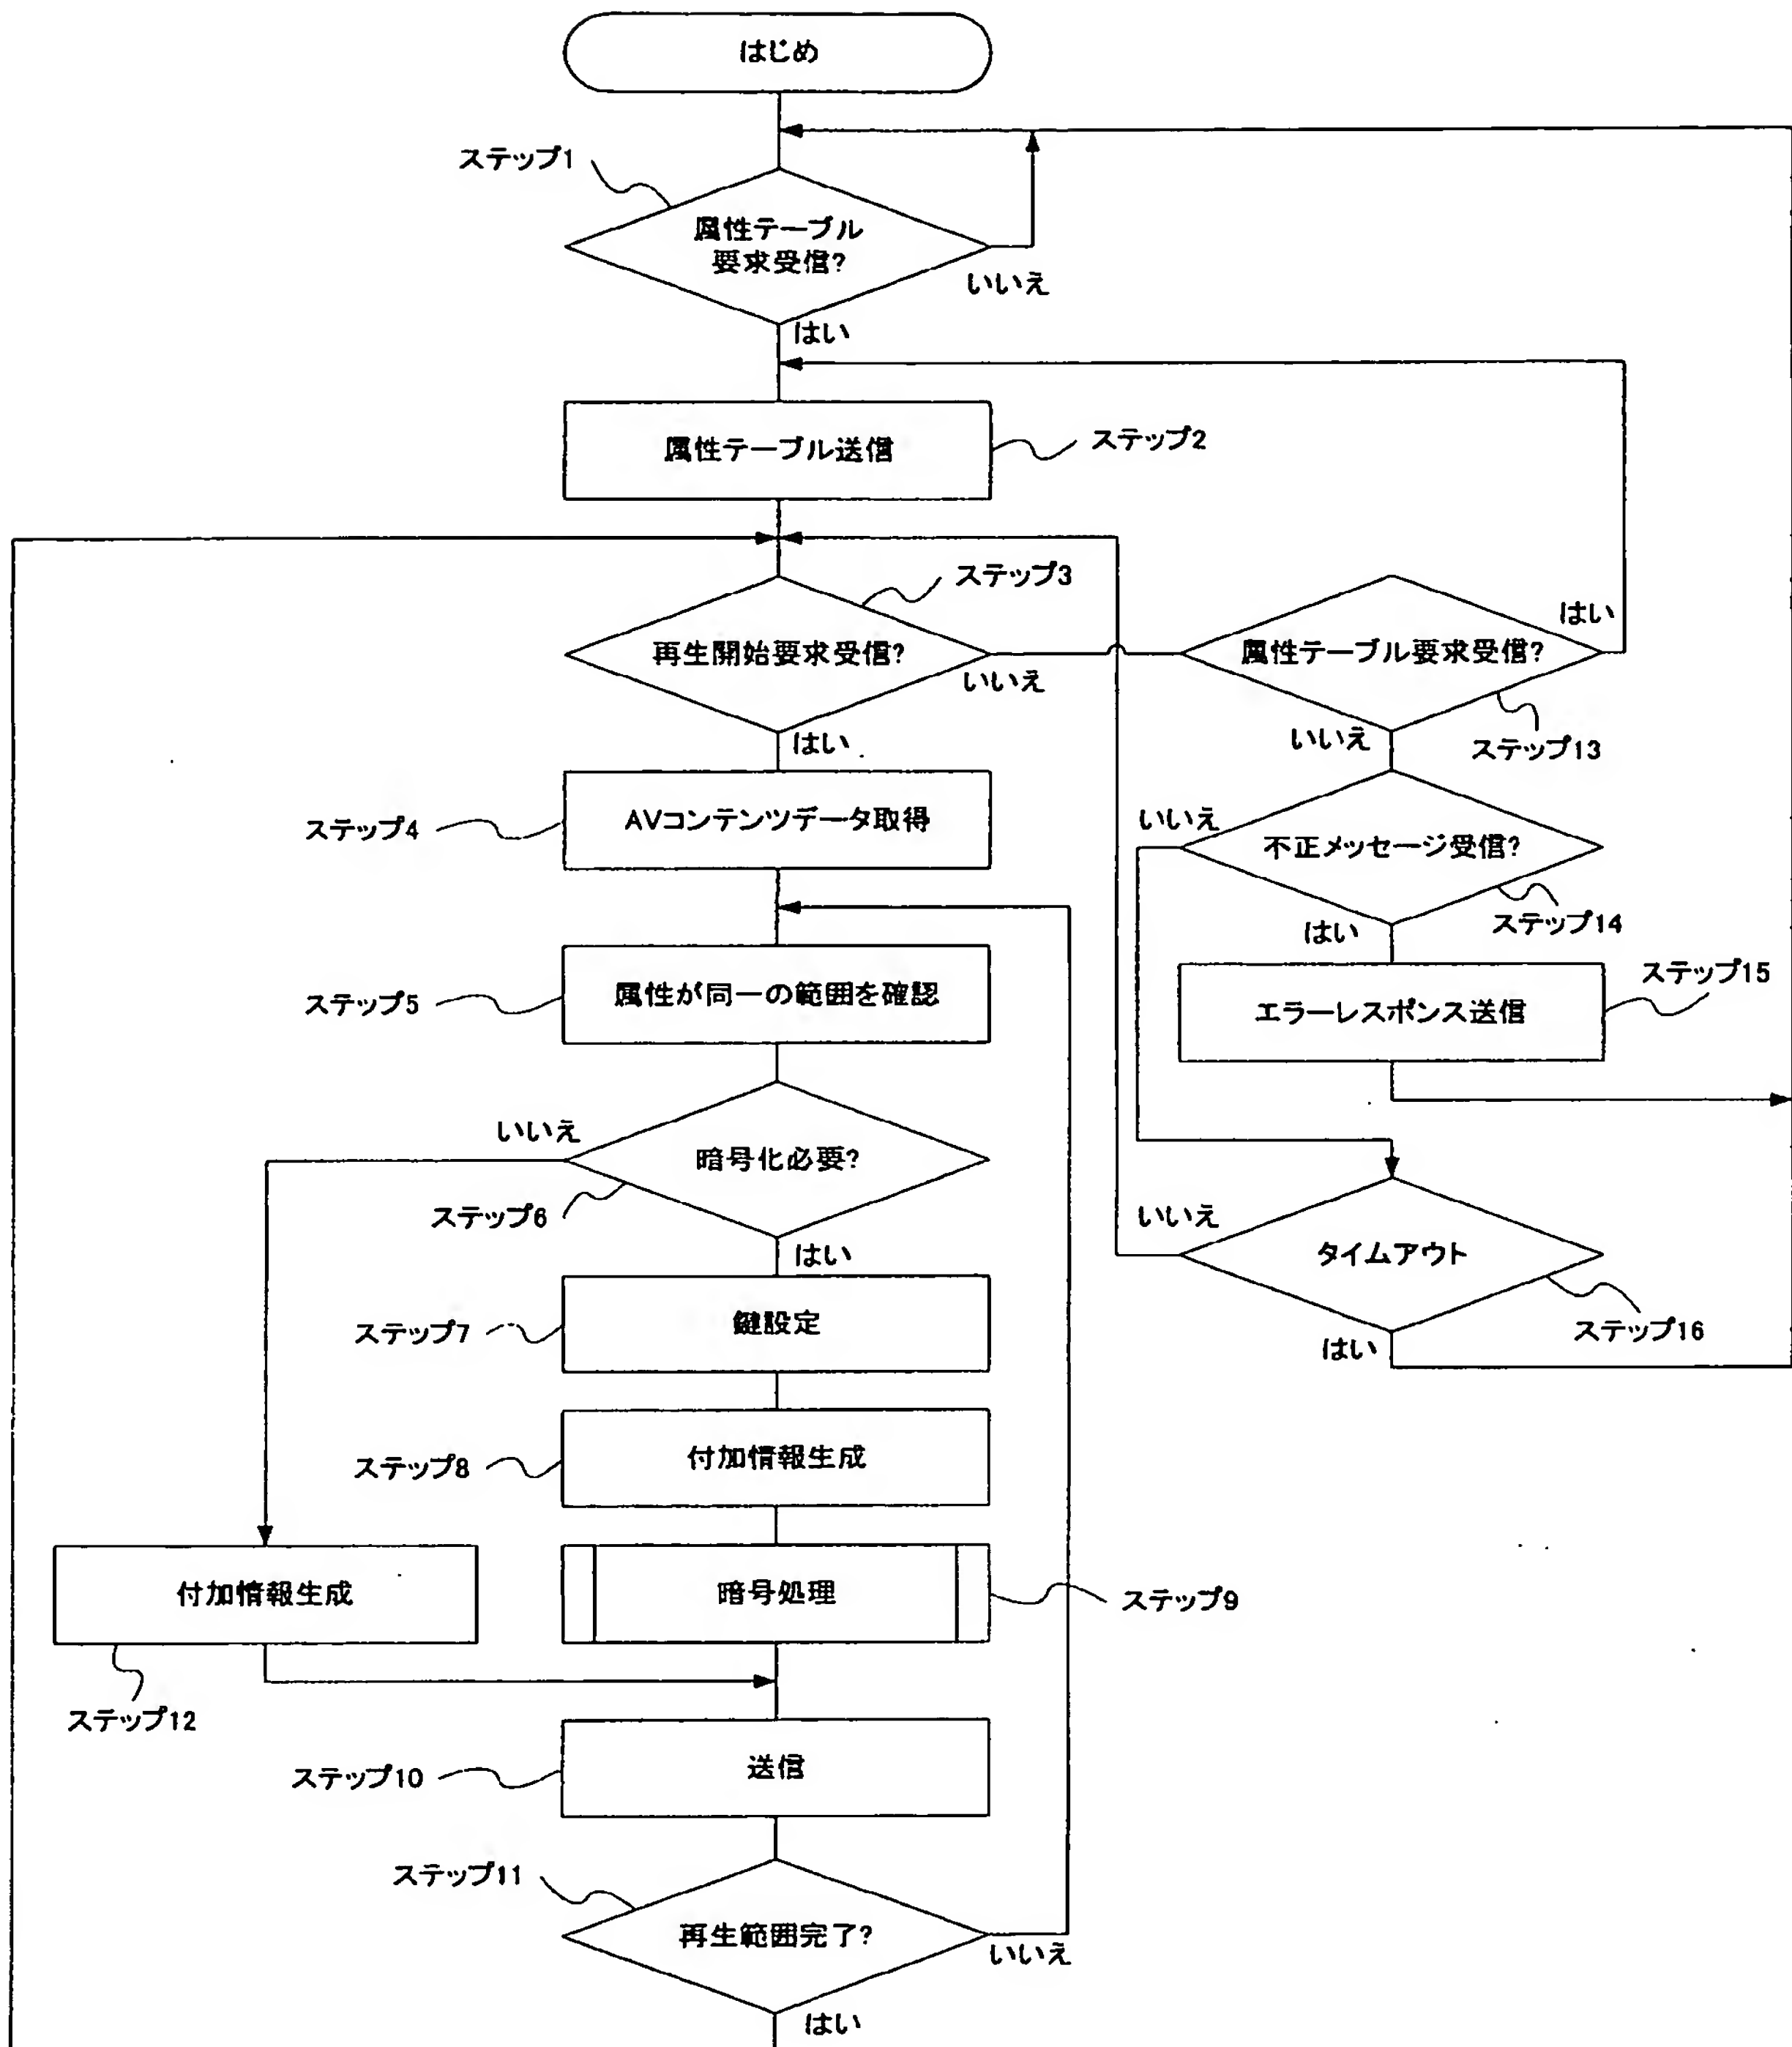 はじめ
ステップ1
属性テーブル
要求受信?
いいえ
はい
属性テーブル送信
ステップ2
ステップ3
再生開始要求受信?
いいえ
はい
属性テーブル要求受信?
はい
いいえ
ステップ13
ステップ4
AVコンテンツデータ取得
いいえ
不正メッセージ受信?
ステップ14
はい
ステップ5
属性が同一の範囲を確認
ステップ15
エラーレスポンス送信
いいえ
暗号化必要?
ステップ6
はい
いいえ
タイムアウト
ステップ16
はい
ステップ7
鍵設定
ステップ8
付加情報生成
付加情報生成
ステップ12
暗号処理
ステップ9
ステップ10
送信
ステップ11
再生範囲完了?
いいえ
はい